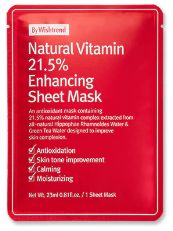 By Wishtrend
Natural Vitamin
21.5%
Enhancing
Sheet Mask
An antioxidant mask containing
21.5% natural vitamin complex extracted from
all-natural Hippophae Rhamnoides Water &
Green Tea Water designed to improve
skin complexion.
Antioxidation
Skin tone improvement
Calming
Moisturizing
Net Wt. 23ml 0.81fl.oz. / 1 Sheet Mask